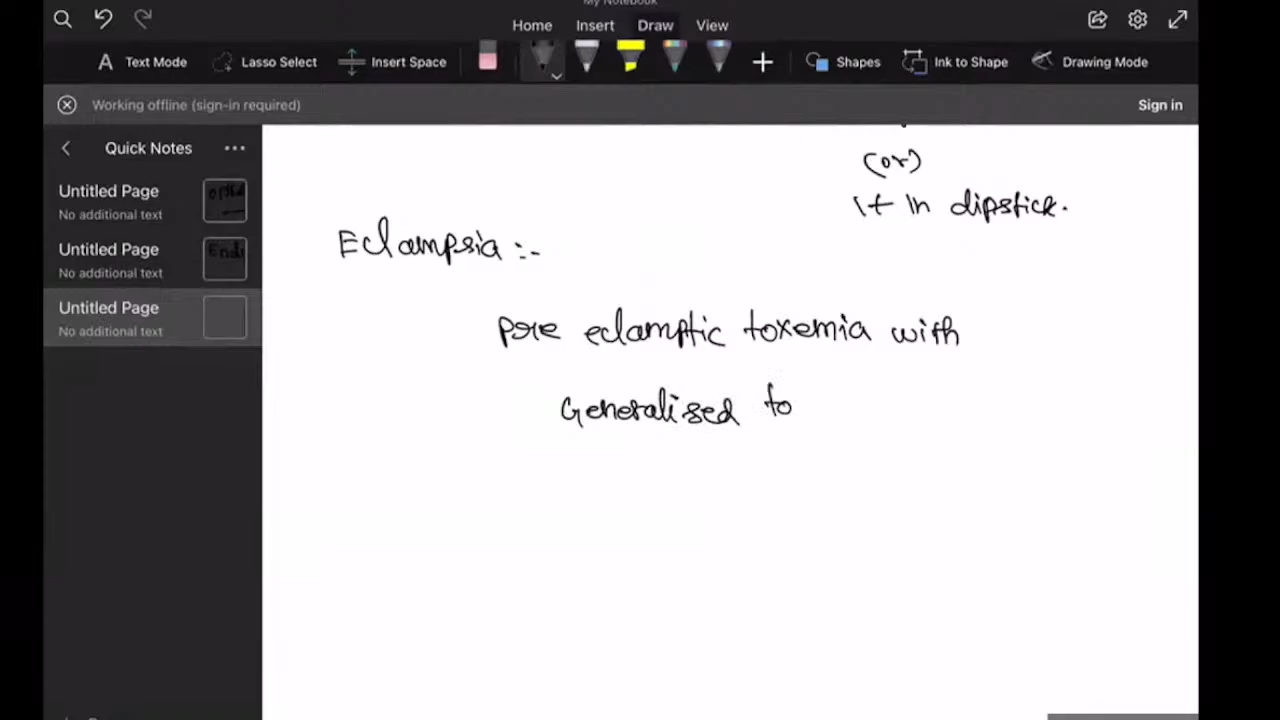 My Notebook
Home Insert Draw View
Text Mode Lasso Select Insert Space Shapes Ink to Shape Drawing Mode
Working offline (sign-in required) Sign in
Quick Notes
Untitled Page
No additional text
Untitled Page
No additional text
Untitled Page
No additional text
(or)
1+ in dipstick.
Eclampsia :-
pre eclamptic toxemia with
Generalised to